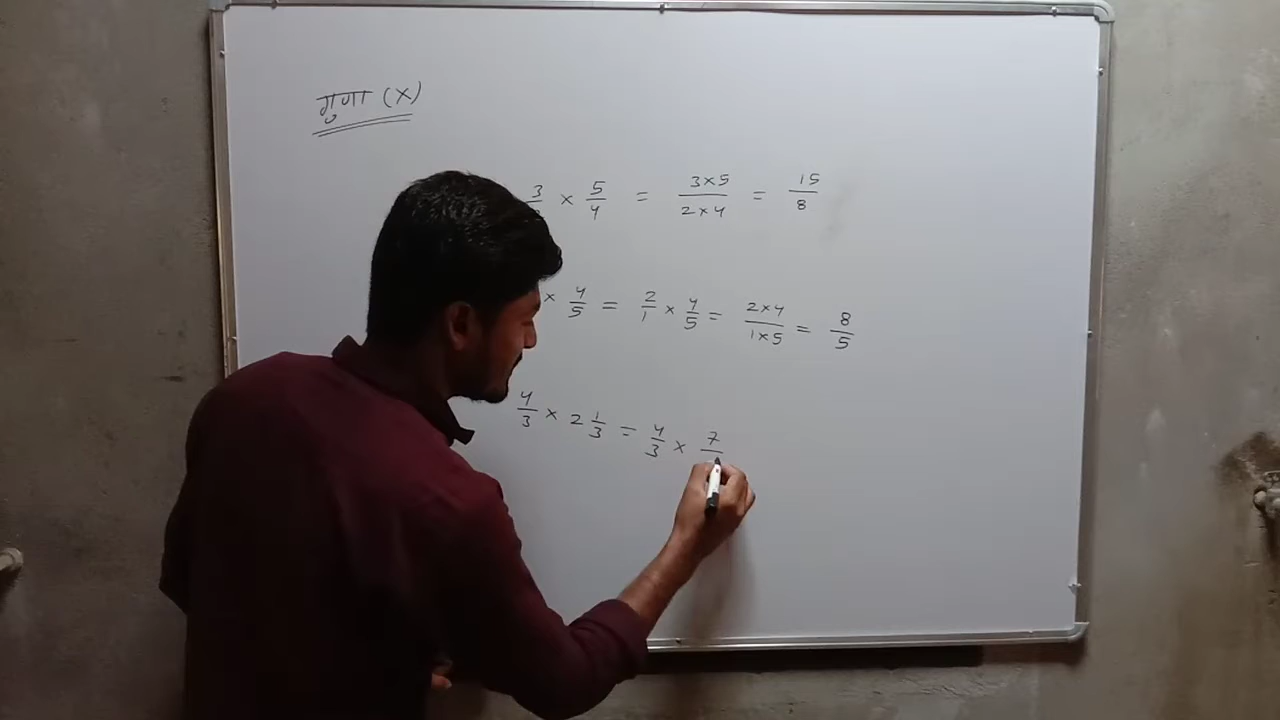 गुणा (×)
3/ × 5/4 = 3×5/2×4 = 15/8
× 4/5 = 2/1 × 4/5 = 2×4/1×5 = 8/5
4/3 × 2 1/3 = 4/3 × 7/